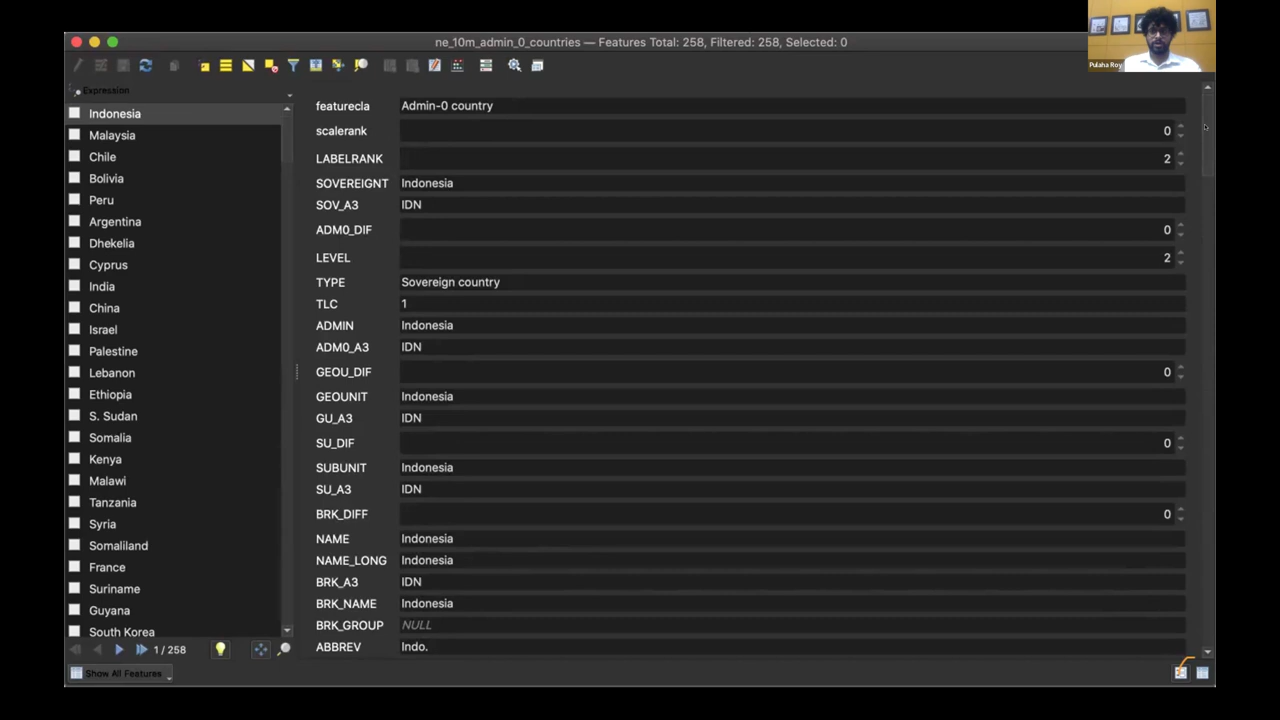 ne_10m_admin_0_countries — Features Total: 258, Filtered: 258, Selected: 0
Pulaha Roy
Expression
Indonesia
Malaysia
Chile
Bolivia
Peru
Argentina
Dhekelia
Cyprus
India
China
Israel
Palestine
Lebanon
Ethiopia
S. Sudan
Somalia
Kenya
Malawi
Tanzania
Syria
Somaliland
France
Suriname
Guyana
South Korea
1 / 258
Show All Features
featurecla Admin-0 country
scalerank 0
LABELRANK 2
SOVEREIGNT Indonesia
SOV_A3 IDN
ADM0_DIF 0
LEVEL 2
TYPE Sovereign country
TLC 1
ADMIN Indonesia
ADM0_A3 IDN
GEOU_DIF 0
GEOUNIT Indonesia
GU_A3 IDN
SU_DIF 0
SUBUNIT Indonesia
SU_A3 IDN
BRK_DIFF 0
NAME Indonesia
NAME_LONG Indonesia
BRK_A3 IDN
BRK_NAME Indonesia
BRK_GROUP NULL
ABBREV Indo.